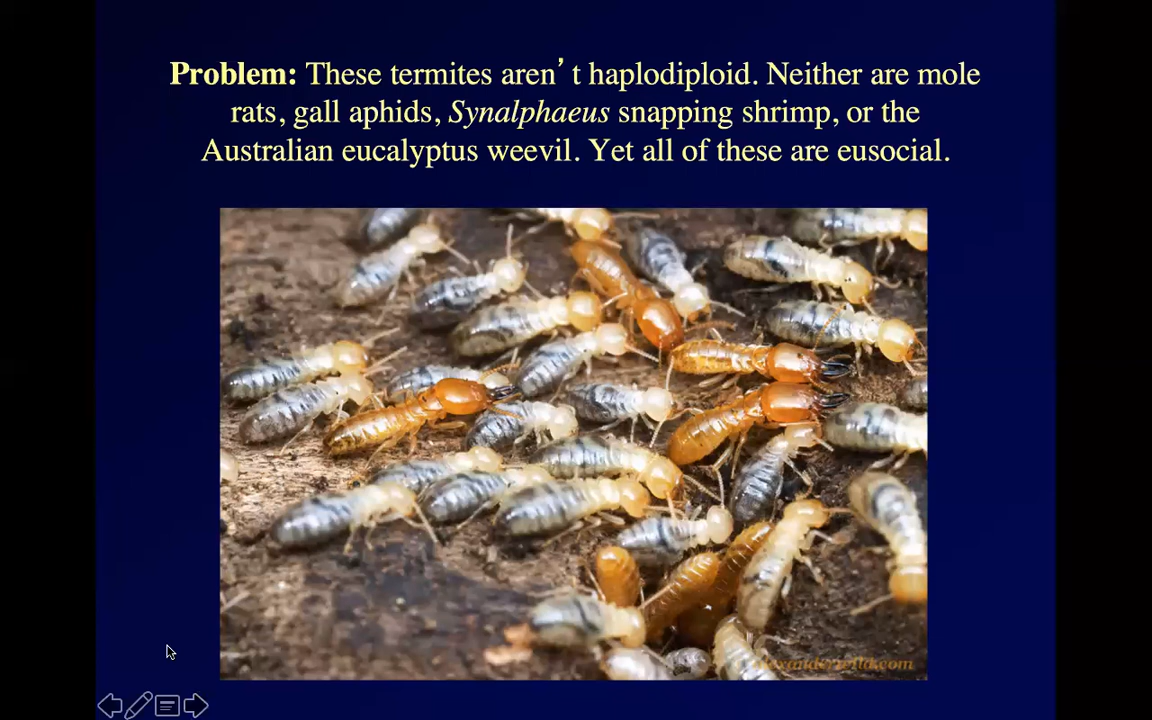 Problem: These termites aren’t haplodiploid. Neither are mole
rats, gall aphids, Synalphaeus snapping shrimp, or the
Australian eucalyptus weevil. Yet all of these are eusocial.